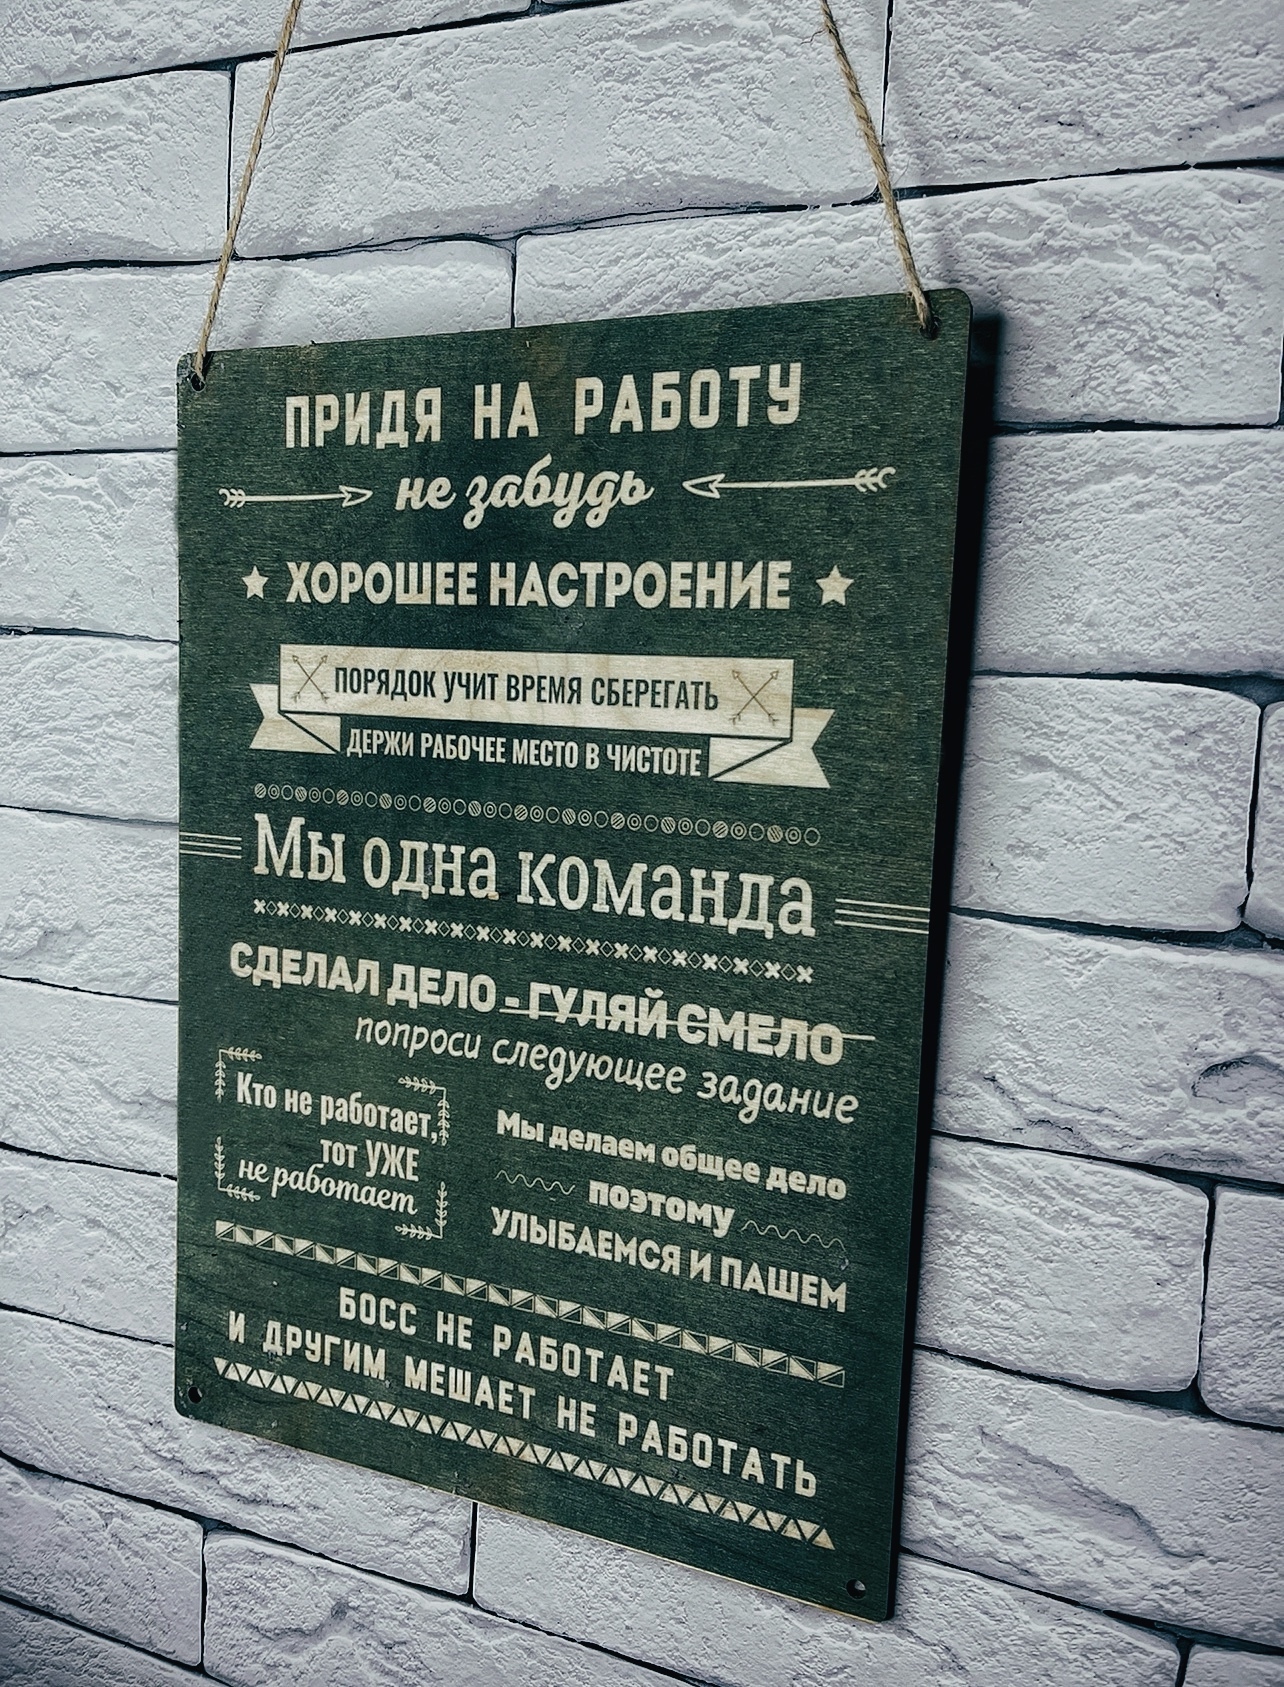 ПРИДЯ НА РАБОТУ
не забудь
ХОРОШЕЕ НАСТРОЕНИЕ
ПОРЯДОК УЧИТ ВРЕМЯ СБЕРЕГАТЬ
ДЕРЖИ РАБОЧЕЕ МЕСТО В ЧИСТОТЕ
Мы одна команда
СДЕЛАЛ ДЕЛО - ГУЛЯЙ СМЕЛО
попроси следующее задание
Кто не работает,
тот УЖЕ
не работает
Мы делаем общее дело
поэтому
УЛЫБАЕМСЯ И ПАШЕМ
БОСС НЕ РАБОТАЕТ
И ДРУГИМ МЕШАЕТ НЕ РАБОТАТЬ